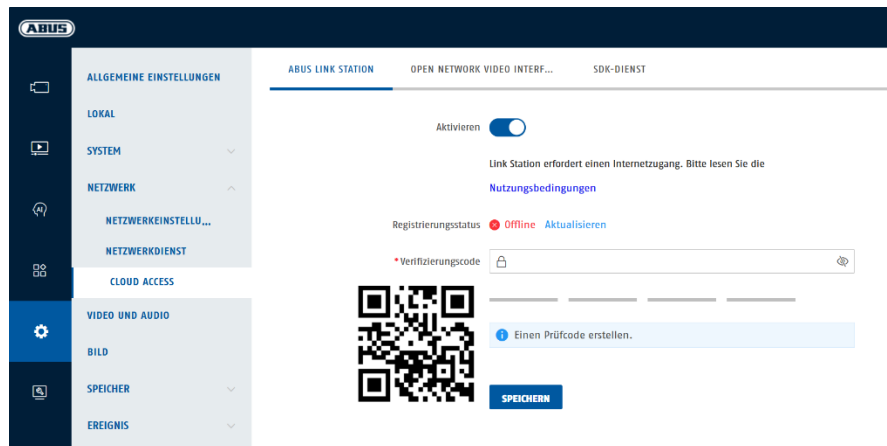 ABUS
ALLGEMEINE EINSTELLUNGEN
LOKAL
SYSTEM
NETZWERK
NETZWERKEINSTELLU...
NETZWERKDIENST
CLOUD ACCESS
VIDEO UND AUDIO
BILD
SPEICHER
EREIGNIS
AI
ABUS LINK STATION OPEN NETWORK VIDEO INTERF... SDK-DIENST
Aktivieren
Link Station erfordert einen Internetzugang. Bitte lesen Sie die
Nutzungsbedingungen
Registrierungsstatus Offline Aktualisieren
*Verifizierungscode
Einen Prüfcode erstellen.
SPEICHERN